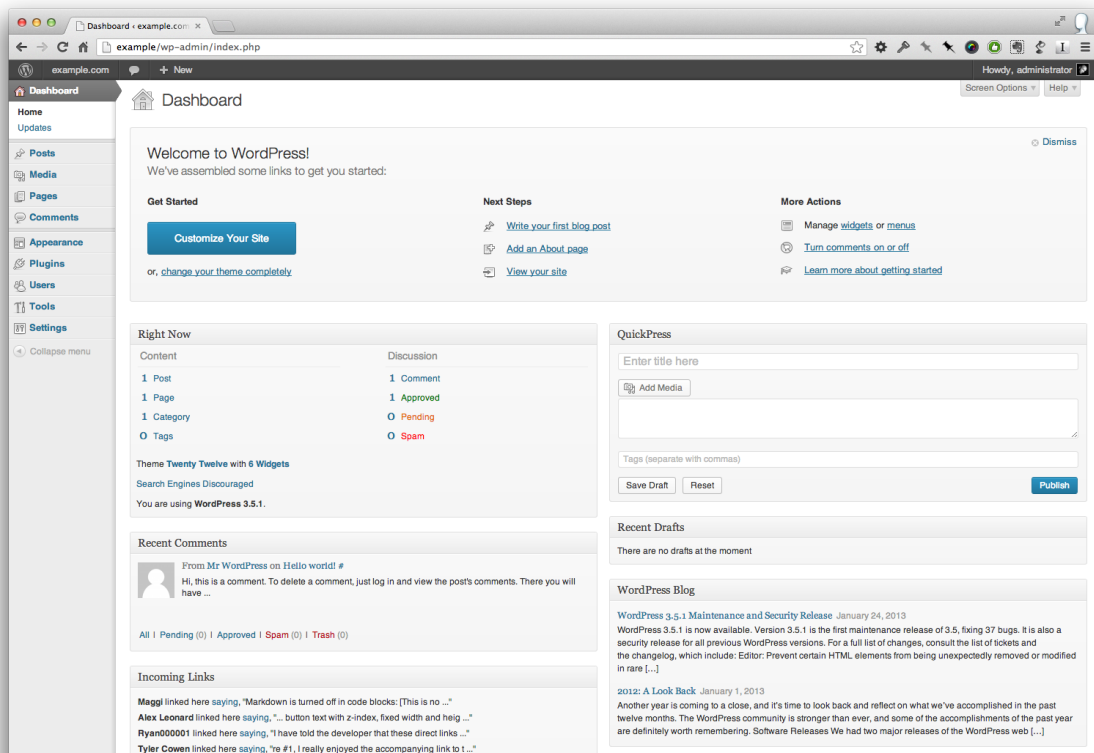 Dashboard ‹ example.com
example/wp-admin/index.php
example.com
+ New
Howdy, administrator
Dashboard
Home
Updates
Posts
Media
Pages
Comments
Appearance
Plugins
Users
Tools
Settings
Collapse menu
Dashboard
Screen Options
Help
Welcome to WordPress!
Dismiss
We've assembled some links to get you started:
Get Started
Customize Your Site
or, change your theme completely
Next Steps
Write your first blog post
Add an About page
View your site
More Actions
Manage widgets or menus
Turn comments on or off
Learn more about getting started
Right Now
Content
1 Post
1 Page
1 Category
0 Tags
Discussion
1 Comment
1 Approved
0 Pending
0 Spam
Theme Twenty Twelve with 6 Widgets
Search Engines Discouraged
You are using WordPress 3.5.1.
Recent Comments
From Mr WordPress on Hello world! #
Hi, this is a comment. To delete a comment, just log in and view the post's comments. There you will
have ...
All | Pending (0) | Approved | Spam (0) | Trash (0)
Incoming Links
Maggi linked here saying, "Markdown is turned off in code blocks: [This is no ..."
Alex Leonard linked here saying, "... button text with z-index, fixed width and heig ..."
Ryan000001 linked here saying, "I have told the developer that these direct links ..."
Tyler Cowen linked here saying, "re #1, I really enjoyed the accompanying link to t ..."
QuickPress
Enter title here
Add Media
Tags (separate with commas)
Save Draft
Reset
Publish
Recent Drafts
There are no drafts at the moment
WordPress Blog
WordPress 3.5.1 Maintenance and Security Release January 24, 2013
WordPress 3.5.1 is now available. Version 3.5.1 is the first maintenance release of 3.5, fixing 37 bugs. It is also a
security release for all previous WordPress versions. For a full list of changes, consult the list of tickets and
the changelog, which include: Editor: Prevent certain HTML elements from being unexpectedly removed or modified
in rare [...]
2012: A Look Back January 1, 2013
Another year is coming to a close, and it's time to look back and reflect on what we've accomplished in the past
twelve months. The WordPress community is stronger than ever, and some of the accomplishments of the past year
are definitely worth remembering. Software Releases We had two major releases of the WordPress web [...]